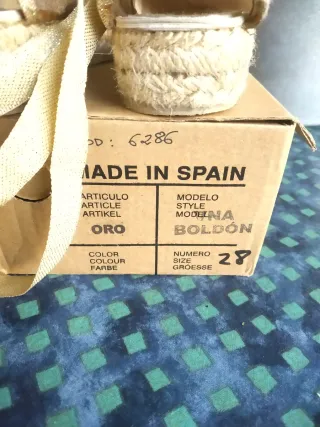 OD: 6286
MADE IN SPAIN
ARTICULO
ARTICLE
ARTIKEL
ORO
MODELO
STYLE
MODELL
INA
BOLDÓN
COLOR
COLOUR
FARBE
NUMERO
SIZE
GROESSE
28